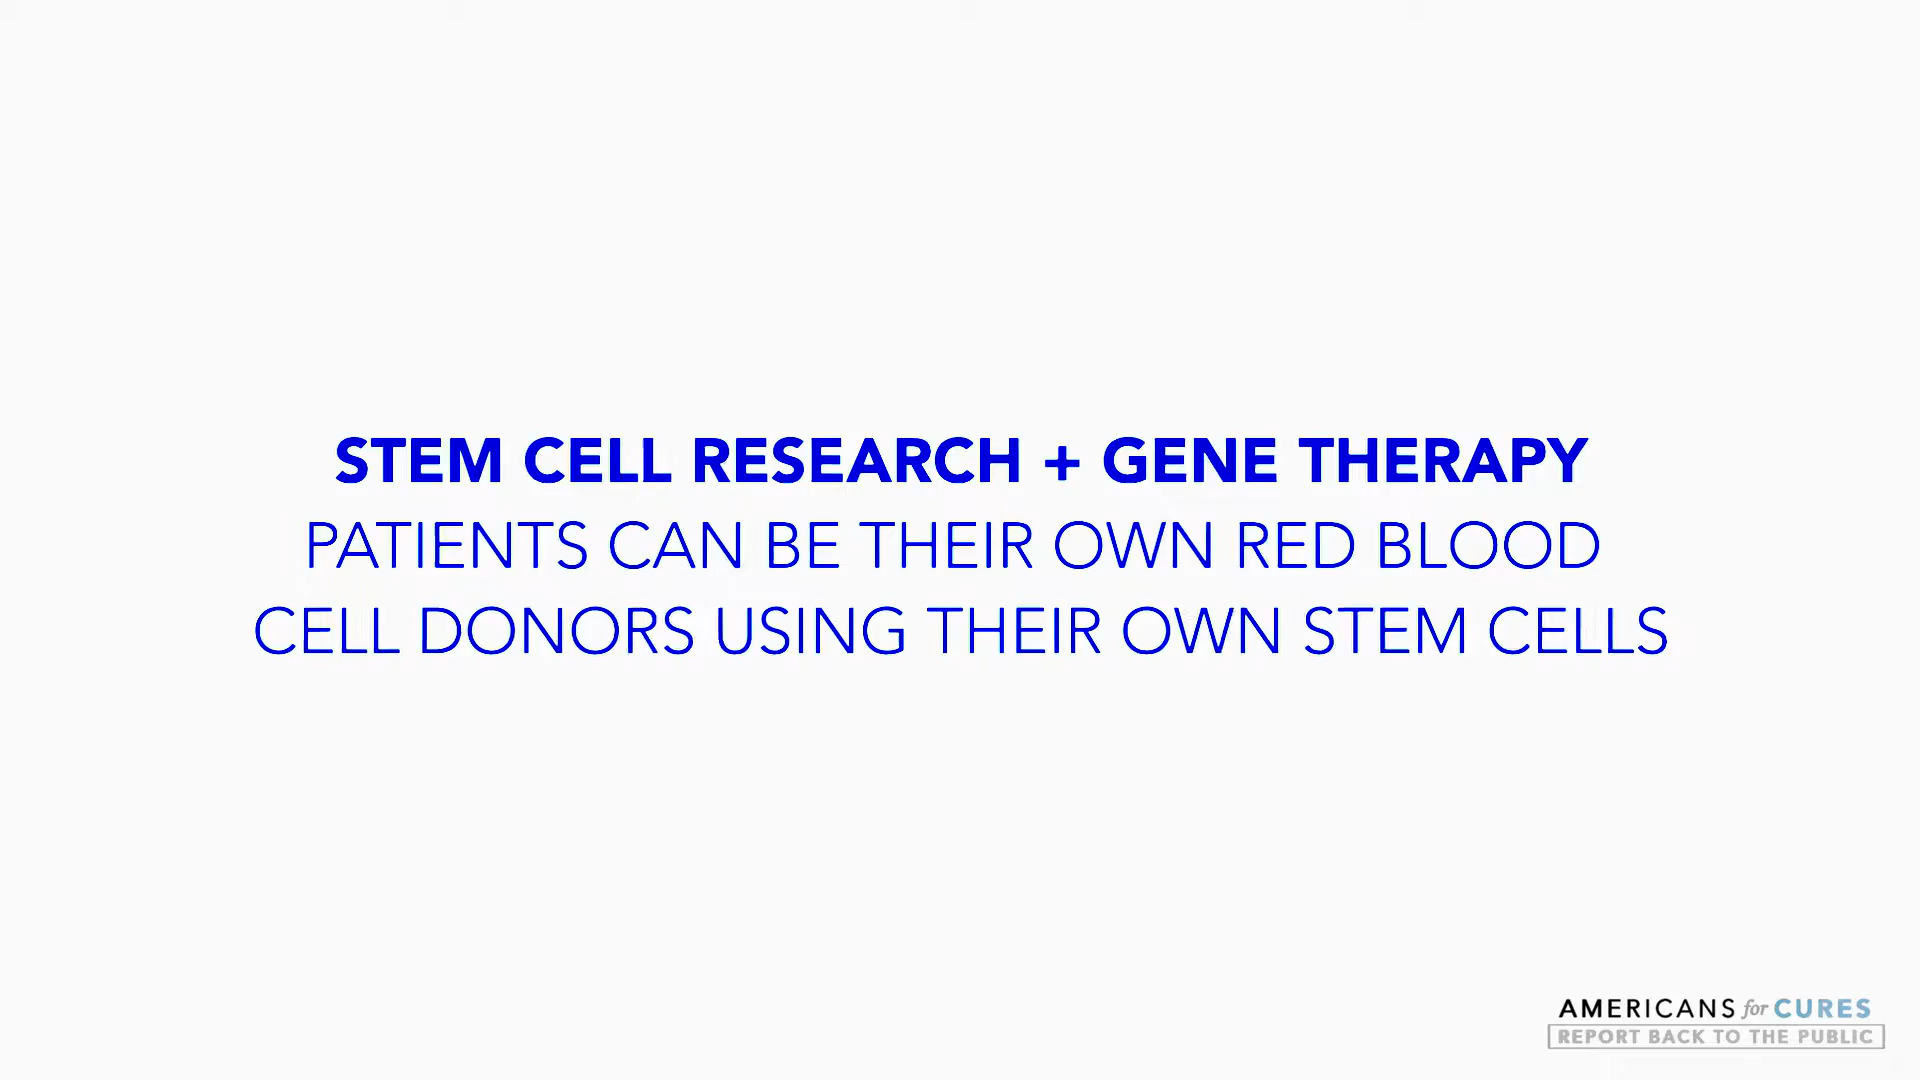 STEM CELL RESEARCH + GENE THERAPY
PATIENTS CAN BE THEIR OWN RED BLOOD
CELL DONORS USING THEIR OWN STEM CELLS
AMERICANS for CURES
REPORT BACK TO THE PUBLIC